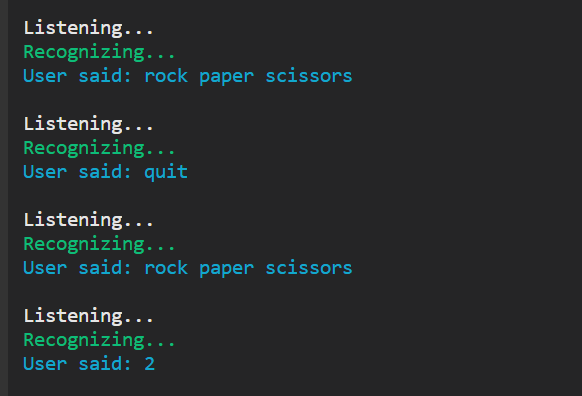 Listening...
Recognizing...
User said: rock paper scissors
Listening...
Recognizing...
User said: quit
Listening...
Recognizing...
User said: rock paper scissors
Listening...
Recognizing...
User said: 2